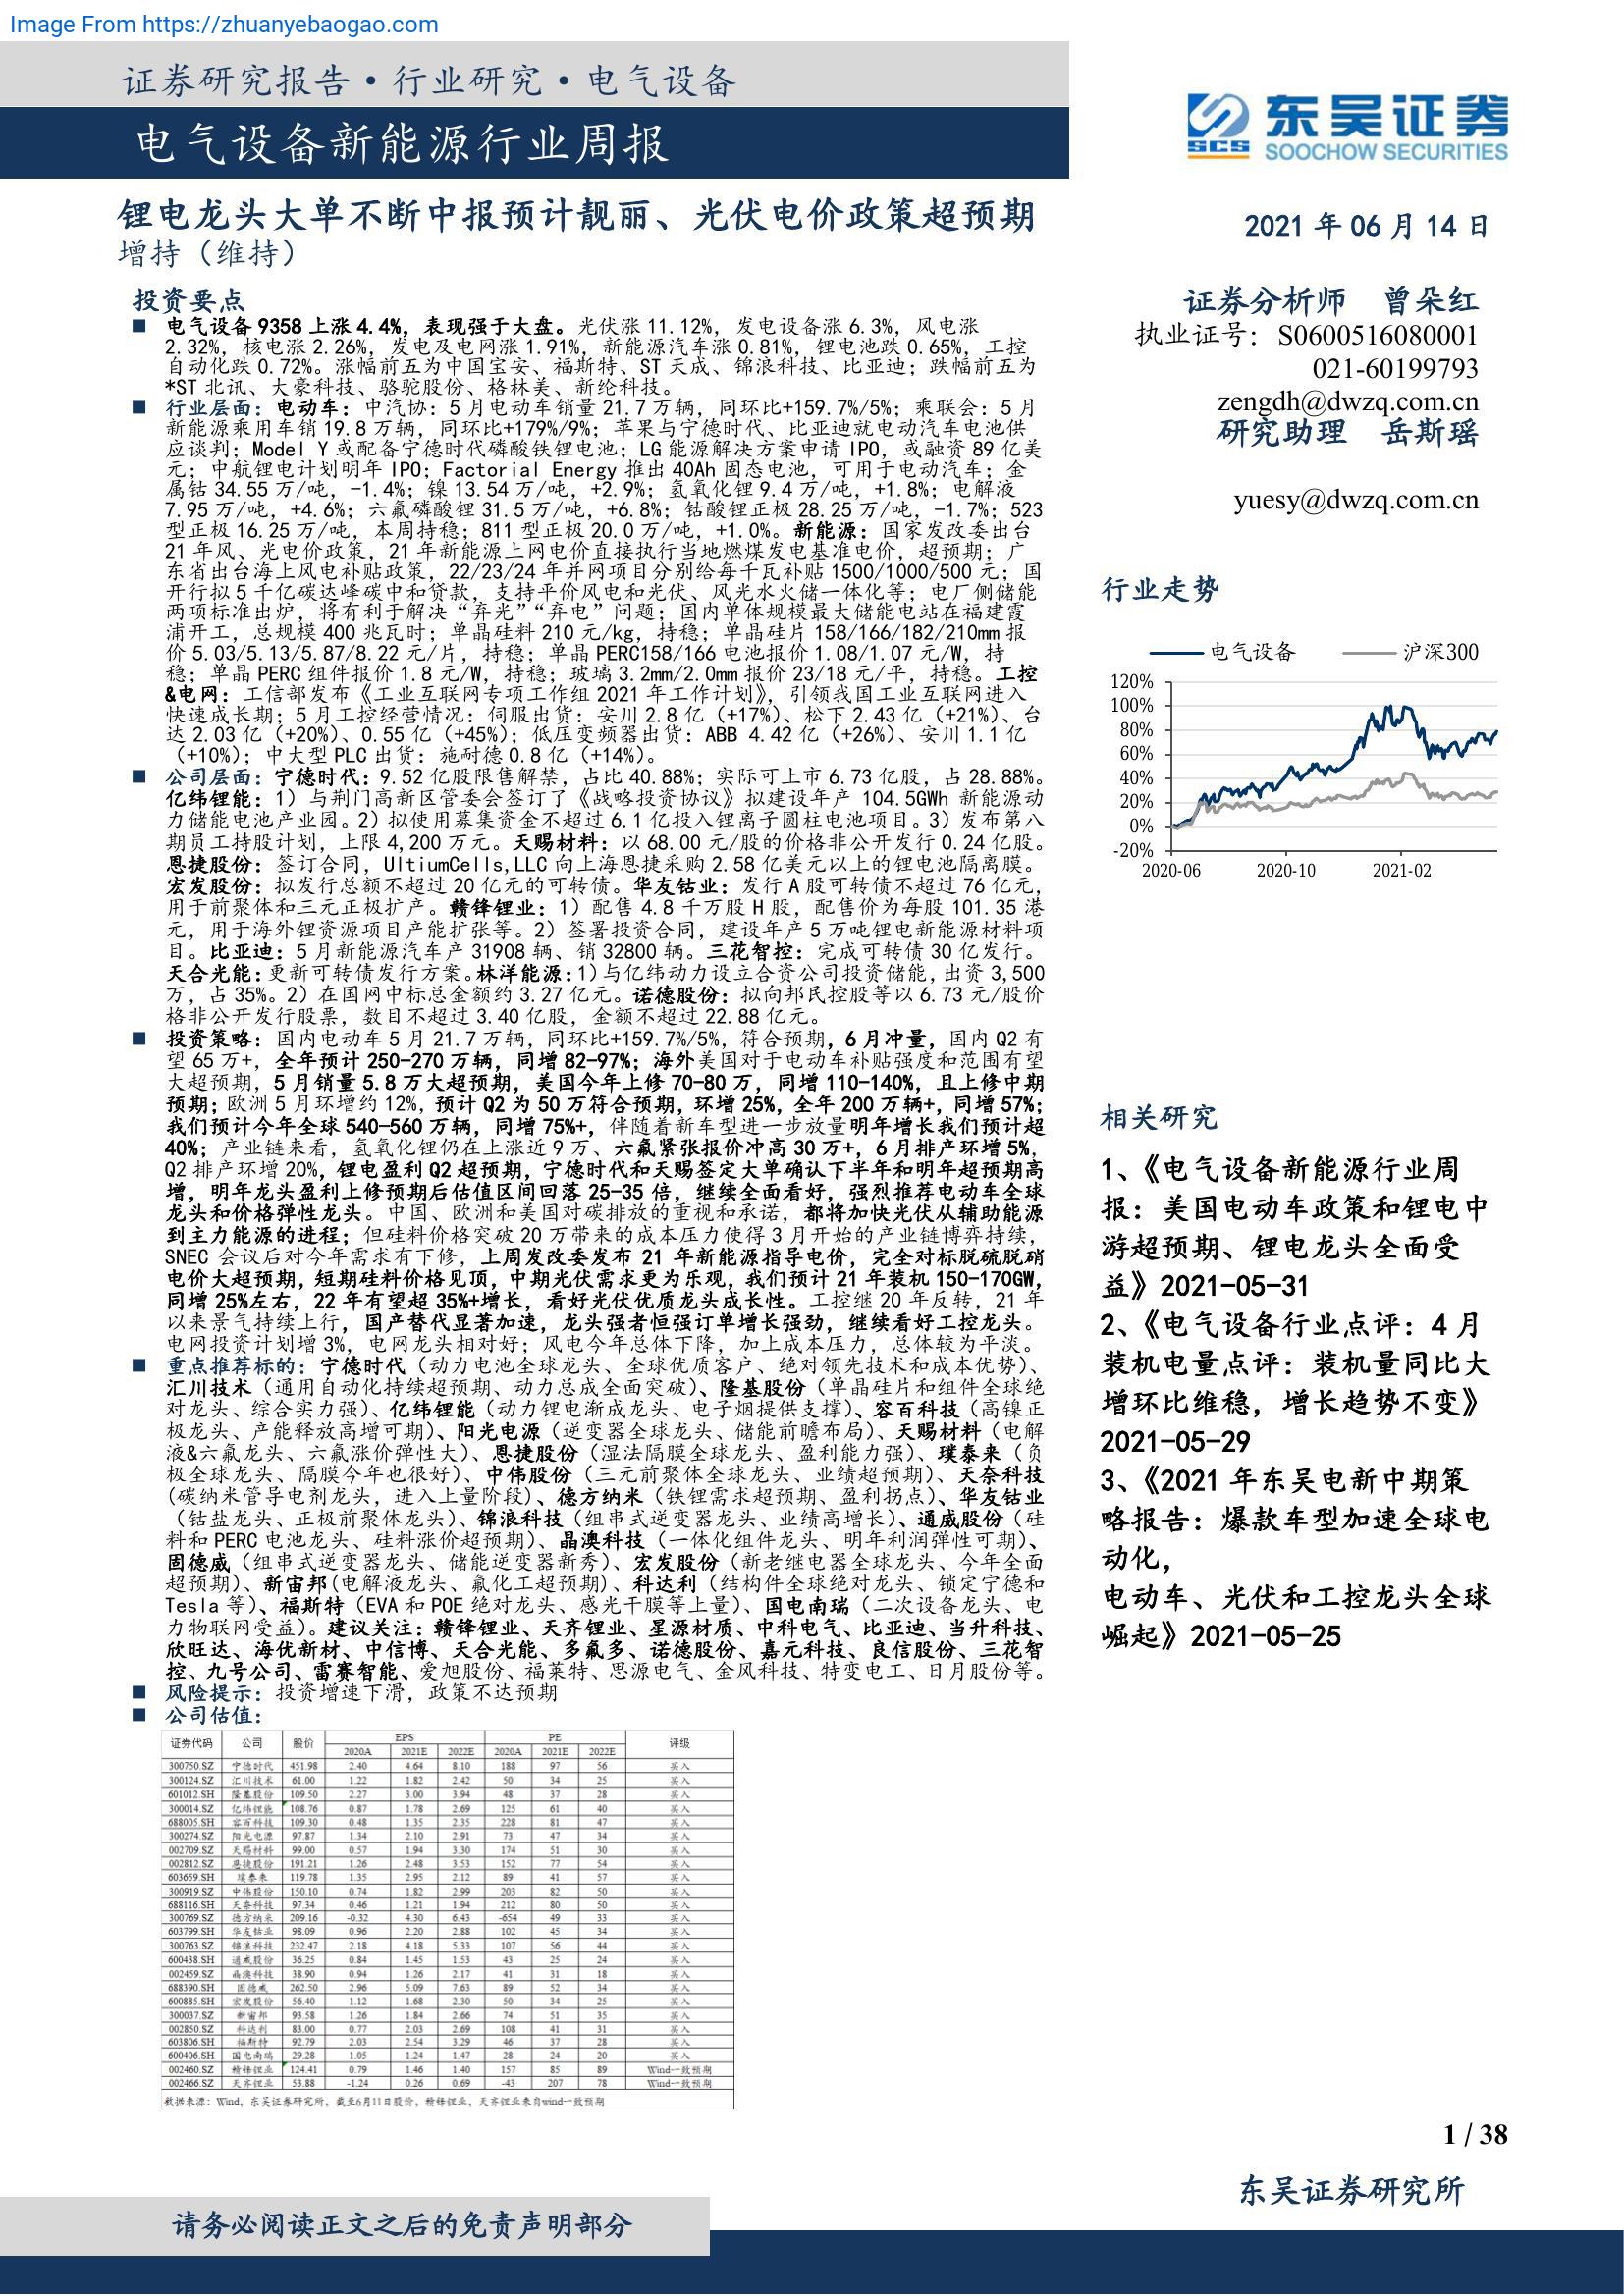 Image From https://zhuanyebaogao.com
证券研究报告·行业研究·电气设备
电气设备新能源行业周报
东吴证券
SCS
SOOCHOW SECURITIES
锂电龙头大单不断中报预计靓丽、光伏电价政策超预期
增持（维持）
2021 年 06 月 14 日
证券分析师 曾朵红
执业证号：S0600516080001
021-60199793
zengdh@dwzq.com.cn
研究助理 岳斯瑶
yuesy@dwzq.com.cn
投资要点
■ 电气设备 9358 上涨 4.4%，表现强于大盘。光伏涨 11.12%，发电设备涨 6.3%，风电涨
2.32%，核电涨 2.26%，发电及电网涨 1.91%，新能源汽车涨 0.81%，锂电池跌 0.65%，工控
自动化跌 0.72%。涨幅前五为中国宝安、福斯特、ST 天成、锦浪科技、比亚迪；跌幅前五为
*ST 北讯、大豪科技、骆驼股份、格林美、新纶科技。
■ 行业层面：电动车：中汽协：5 月电动车销量 21.7 万辆，同环比+159.7%/5%；乘联会：5 月
新能源乘用车销 19.8 万辆，同环比+179%/9%；苹果与宁德时代、比亚迪就电动汽车电池供
应谈判；Model Y 或配备宁德时代磷酸铁锂电池；LG 能源解决方案申请 IPO，或融资 89 亿美
元；中航锂电计划明年 IPO；Factorial Energy 推出 40Ah 固态电池，可用于电动汽车；金
属钴 34.55 万/吨，-1.4%；镍 13.54 万/吨，+2.9%；氢氧化锂 9.4 万/吨，+1.8%；电解液
7.95 万/吨，+4.6%；六氟磷酸锂 31.5 万/吨，+6.8%；钴酸锂正极 28.25 万/吨，-1.7%；523
型正极 16.25 万/吨，本周持稳；811 型正极 20.0 万/吨，+1.0%。新能源：国家发改委出台
21 年风、光电价政策，21 年新能源上网电价直接执行当地燃煤发电基准电价，超预期；广
东省出台海上风电补贴政策，22/23/24 年并网项目分别给每千瓦补贴 1500/1000/500 元；国
开行拟 5 千亿碳达峰碳中和贷款，支持平价风电和光伏、风光水火储一体化等；电厂侧储能
两项标准出炉，将有利于解决“弃光”“弃电”问题；国内单体规模最大储能电站在福建霞
浦开工，总规模 400 兆瓦时；单晶硅料 210 元/kg，持稳；单晶硅片 158/166/182/210mm 报
价 5.03/5.13/5.87/8.22 元/片，持稳；单晶 PERC158/166 电池报价 1.08/1.07 元/W，持
稳；单晶 PERC 组件报价 1.8 元/W，持稳；玻璃 3.2mm/2.0mm 报价 23/18 元/平，持稳。工控
&电网：工信部发布《工业互联网专项工作组 2021 年工作计划》，引领我国工业互联网进入
快速成长期；5 月工控经营情况：伺服出货：安川 2.8 亿（+17%）、松下 2.43 亿（+21%）、台
达 2.03 亿（+20%）、0.55 亿（+45%）；低压变频器出货：ABB 4.42 亿（+26%）、安川 1.1 亿
（+10%）；中大型 PLC 出货：施耐德 0.8 亿（+14%）。
■ 公司层面：宁德时代：9.52 亿股限售解禁，占比 40.88%；实际可上市 6.73 亿股，占 28.88%。
亿纬锂能：1）与荆门高新区管委会签订了《战略投资协议》拟建设年产 104.5GWh 新能源动
力储能电池产业园。2）拟使用募集资金不超过 6.1 亿投入锂离子圆柱电池项目。3）发布第八
期员工持股计划，上限 4,200 万元。天赐材料：以 68.00 元/股的价格非公开发行 0.24 亿股。
恩捷股份：签订合同，UltiumCells,LLC 向上海恩捷采购 2.58 亿美元以上的锂电池隔离膜。
宏发股份：拟发行总额不超过 20 亿元的可转债。华友钴业：发行 A 股可转债不超过 76 亿元，
用于前聚体和三元正极扩产。赣锋锂业：1）配售 4.8 千万股 H 股，配售价为每股 101.35 港
元，用于海外锂资源项目产能扩张等。2）签署投资合同，建设年产 5 万吨锂电新能源材料项
目。比亚迪：5 月新能源汽车产 31908 辆、销 32800 辆。三花智控：完成可转债 30 亿发行。
天合光能：更新可转债发行方案。林洋能源：1）与亿纬动力设立合资公司投资储能，出资 3,500
万，占 35%。2）在国网中标总金额约 3.27 亿元。诺德股份：拟向邦民控股等以 6.73 元/股价
格非公开发行股票，数目不超过 3.40 亿股，金额不超过 22.88 亿元。
■ 投资策略：国内电动车 5 月 21.7 万辆，同环比+159.7%/5%，符合预期，6 月冲量，国内 Q2 有
望 65 万+，全年预计 250-270 万辆，同增 82-97%；海外美国对于电动车补贴强度和范围有望
大超预期，5 月销量 5.8 万大超预期，美国今年上修 70-80 万，同增 110-140%，且上修中期
预期；欧洲 5 月环增约 12%，预计 Q2 为 50 万符合预期，环增 25%，全年 200 万辆+，同增 57%；
我们预计今年全球 540-560 万辆，同增 75%+，伴随着新车型进一步放量明年增长我们预计超
40%；产业链来看，氢氧化锂仍在上涨近 9 万、六氟紧张报价冲高 30 万+，6 月排产环增 5%，
Q2 排产环增 20%，锂电盈利 Q2 超预期，宁德时代和天赐签定大单确认下半年和明年超预期高
增，明年龙头盈利上修预期后估值区间回落 25-35 倍，继续全面看好，强烈推荐电动车全球
龙头和价格弹性龙头。中国、欧洲和美国对碳排放的重视和承诺，都将加快光伏从辅助能源
到主力能源的进程；但硅料价格突破 20 万带来的成本压力使得 3 月开始的产业链博弈持续，
SNEC 会议后对今年需求有下修，上周发改委发布 21 年新能源指导电价，完全对标脱硫脱硝
电价大超预期，短期硅料价格见顶，中期光伏需求更为乐观，我们预计 21 年装机 150-170GW，
同增 25%左右，22 年有望超 35%+增长，看好光伏优质龙头成长性。工控继 20 年反转，21 年
以来景气持续上行，国产替代显著加速，龙头强者恒强订单增长强劲，继续看好工控龙头。
电网投资计划增 3%，电网龙头相对好；风电今年总体下降，加上成本压力，总体较为平淡。
■ 重点推荐标的：宁德时代（动力电池全球龙头、全球优质客户、绝对领先技术和成本优势）、
汇川技术（通用自动化持续超预期、动力总成全面突破）、隆基股份（单晶硅片和组件全球绝
对龙头、综合实力强）、亿纬锂能（动力锂电渐成龙头、电子烟提供支撑）、容百科技（高镍正
极龙头、产能释放高增可期）、阳光电源（逆变器全球龙头、储能前瞻布局）、天赐材料（电解
液&六氟龙头、六氟涨价弹性大）、恩捷股份（湿法隔膜全球龙头、盈利能力强）、璞泰来（负
极全球龙头、隔膜今年也很好）、中伟股份（三元前聚体全球龙头、业绩超预期）、天奈科技
(碳纳米管导电剂龙头，进入上量阶段)、德方纳米（铁锂需求超预期、盈利拐点）、华友钴业
（钴盐龙头、正极前聚体龙头）、锦浪科技（组串式逆变器龙头、业绩高增长）、通威股份（硅
料和 PERC 电池龙头、硅料涨价超预期）、晶澳科技（一体化组件龙头、明年利润弹性可期）、
固德威（组串式逆变器龙头、储能逆变器新秀）、宏发股份（新老继电器全球龙头、今年全面
超预期）、新宙邦(电解液龙头、氟化工超预期)、科达利（结构件全球绝对龙头、锁定宁德和
Tesla 等）、福斯特（EVA 和 POE 绝对龙头、感光干膜等上量）、国电南瑞（二次设备龙头、电
力物联网受益）。建议关注：赣锋锂业、天齐锂业、星源材质、中科电气、比亚迪、当升科技、
欣旺达、海优新材、中信博、天合光能、多氟多、诺德股份、嘉元科技、良信股份、三花智
控、九号公司、雷赛智能、爱旭股份、福莱特、思源电气、金风科技、特变电工、日月股份等。
■ 风险提示：投资增速下滑，政策不达预期
■ 公司估值：
证券代码 公司 股价 EPS PE 评级
2020A 2021E 2022E 2020A 2021E 2022E
300750.SZ 宁德时代 451.98 2.40 4.64 8.10 188 97 56 买入
300124.SZ 汇川技术 61.00 1.22 1.82 2.42 50 34 25 买入
601012.SH 隆基股份 109.50 2.27 3.00 3.94 48 37 28 买入
300014.SZ 亿纬锂能 108.76 0.87 1.78 2.69 125 61 40 买入
688005.SH 容百科技 109.30 0.48 1.35 2.35 228 81 47 买入
300274.SZ 阳光电源 97.87 1.34 2.10 2.91 73 47 34 买入
002709.SZ 天赐材料 99.00 0.57 1.94 3.30 174 51 30 买入
002812.SZ 恩捷股份 191.21 1.26 2.48 3.53 152 77 54 买入
603659.SH 璞泰来 119.78 1.35 2.95 2.12 89 41 57 买入
300919.SZ 中伟股份 150.10 0.74 1.82 2.99 203 82 50 买入
688116.SH 天奈科技 97.34 0.46 1.21 1.94 212 80 50 买入
300769.SZ 德方纳米 209.16 -0.32 4.30 6.43 -654 49 33 买入
603799.SH 华友钴业 98.09 0.96 2.20 2.88 102 45 34 买入
300763.SZ 锦浪科技 232.47 2.18 4.18 5.33 107 56 44 买入
600438.SH 通威股份 36.25 0.84 1.45 1.53 43 25 24 买入
002459.SZ 晶澳科技 38.90 0.94 1.26 2.17 41 31 18 买入
688390.SH 固德威 262.50 2.96 5.09 7.63 89 52 34 买入
600885.SH 宏发股份 56.40 1.12 1.68 2.30 50 34 25 买入
300037.SZ 新宙邦 93.58 1.26 1.84 2.66 74 51 35 买入
002850.SZ 科达利 83.00 0.77 2.03 2.69 108 41 31 买入
603806.SH 福斯特 92.79 2.03 2.54 3.29 46 37 28 买入
600406.SH 国电南瑞 29.28 1.05 1.24 1.47 28 24 20 买入
002460.SZ 赣锋锂业 124.41 0.79 1.46 1.40 157 85 89 Wind一致预期
002466.SZ 天齐锂业 53.88 -1.24 0.26 0.69 -43 207 78 Wind一致预期
数据来源：Wind，东吴证券研究所，截至6月11日股价，赣锋锂业、天齐锂业来自wind一致预期
行业走势
电气设备 沪深300
120%
100%
80%
60%
40%
20%
0%
-20%
2020-06 2020-10 2021-02
相关研究
1、《电气设备新能源行业周
报：美国电动车政策和锂电中
游超预期、锂电龙头全面受
益》2021-05-31
2、《电气设备行业点评：4 月
装机电量点评：装机量同比大
增环比维稳，增长趋势不变》
2021-05-29
3、《2021 年东吴电新中期策
略报告：爆款车型加速全球电
动化，
电动车、光伏和工控龙头全球
崛起》2021-05-25
1 / 38
东吴证券研究所
请务必阅读正文之后的免责声明部分